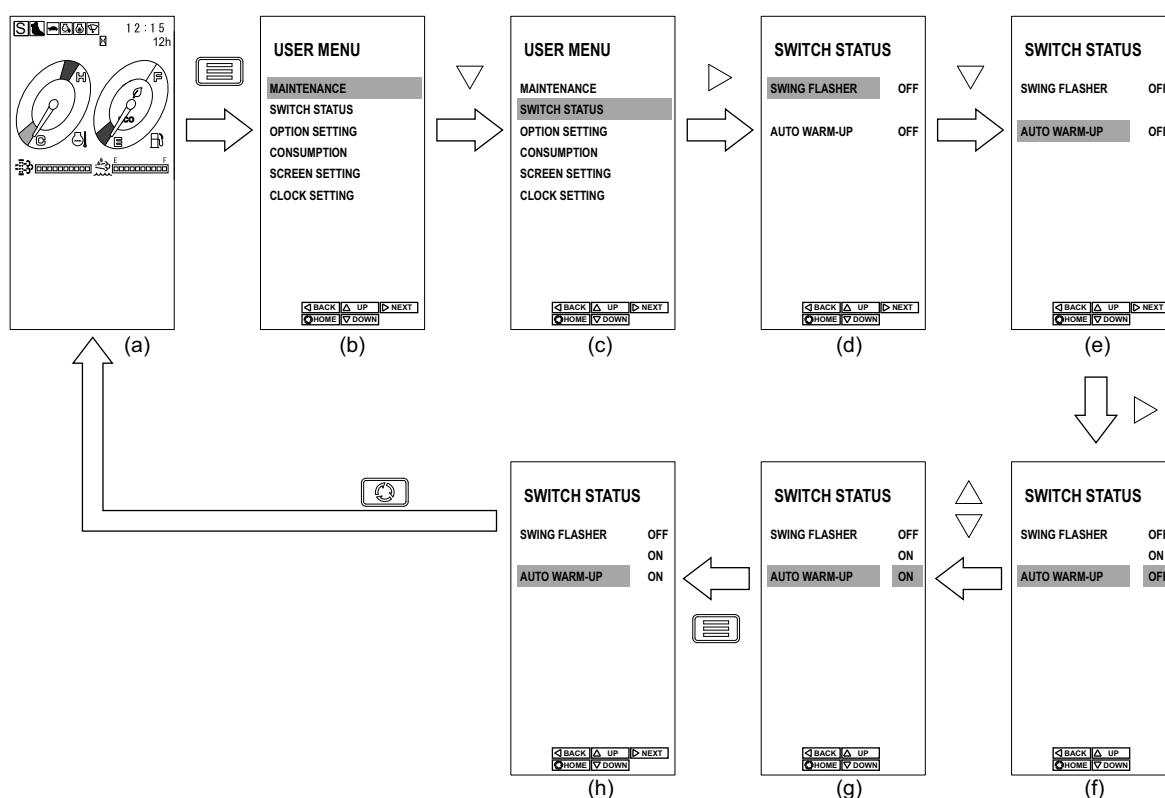 S 12:15
12h
H F
eco
C E
E F
(a)
USER MENU
MAINTENANCE
SWITCH STATUS
OPTION SETTING
CONSUMPTION
SCREEN SETTING
CLOCK SETTING
BACK UP NEXT
HOME DOWN
(b)
USER MENU
MAINTENANCE
SWITCH STATUS
OPTION SETTING
CONSUMPTION
SCREEN SETTING
CLOCK SETTING
BACK UP NEXT
HOME DOWN
(c)
SWITCH STATUS
SWING FLASHER OFF
AUTO WARM-UP OFF
BACK UP NEXT
HOME DOWN
(d)
SWITCH STATUS
SWING FLASHER OFF
AUTO WARM-UP OFF
BACK UP NEXT
HOME DOWN
(e)
SWITCH STATUS
SWING FLASHER OFF
ON
AUTO WARM-UP ON
BACK UP NEXT
HOME DOWN
(h)
SWITCH STATUS
SWING FLASHER OFF
ON
AUTO WARM-UP ON
BACK UP
HOME DOWN
(g)
SWITCH STATUS
SWING FLASHER OFF
ON
AUTO WARM-UP OFF
BACK UP
HOME DOWN
(f)